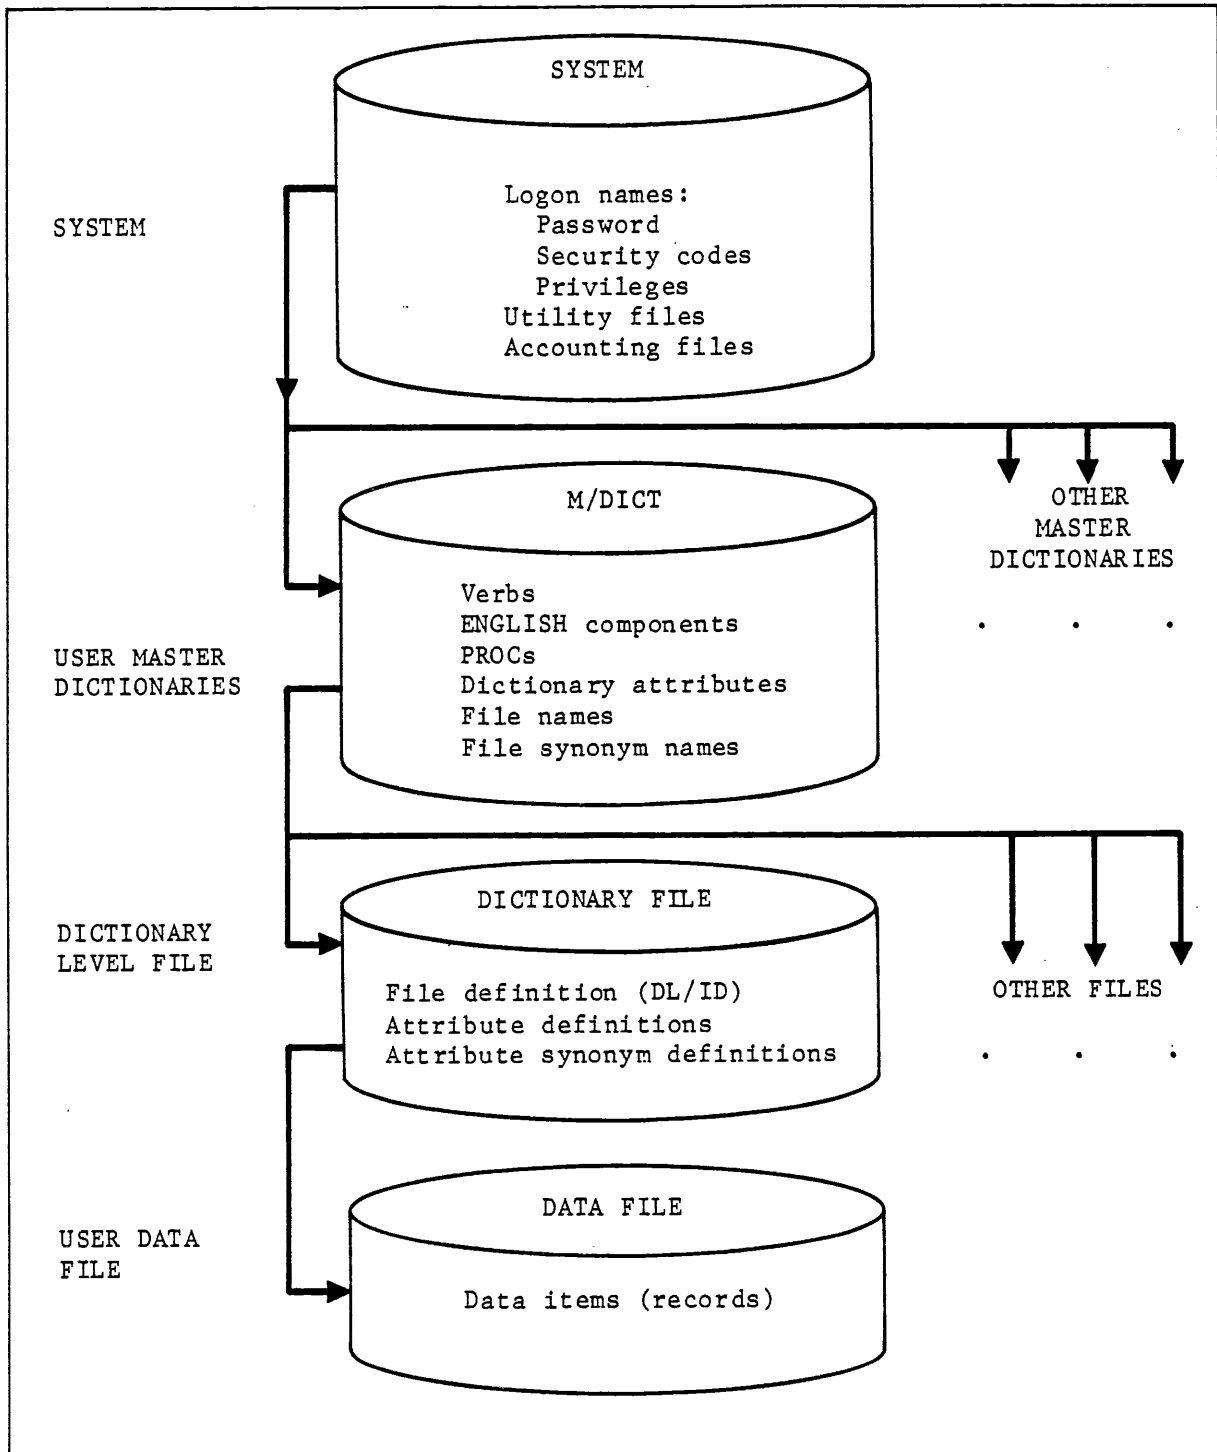 SYSTEM
Logon names:
Password
Security codes
Privileges
Utility files
Accounting files
SYSTEM
M/DICT
Verbs
ENGLISH components
PROCs
Dictionary attributes
File names
File synonym names
OTHER
MASTER
DICTIONARIES
. . .
USER MASTER
DICTIONARIES
DICTIONARY FILE
File definition (DL/ID)
Attribute definitions
Attribute synonym definitions
DICTIONARY
LEVEL FILE
OTHER FILES
. . .
DATA FILE
Data items (records)
USER DATA
FILE